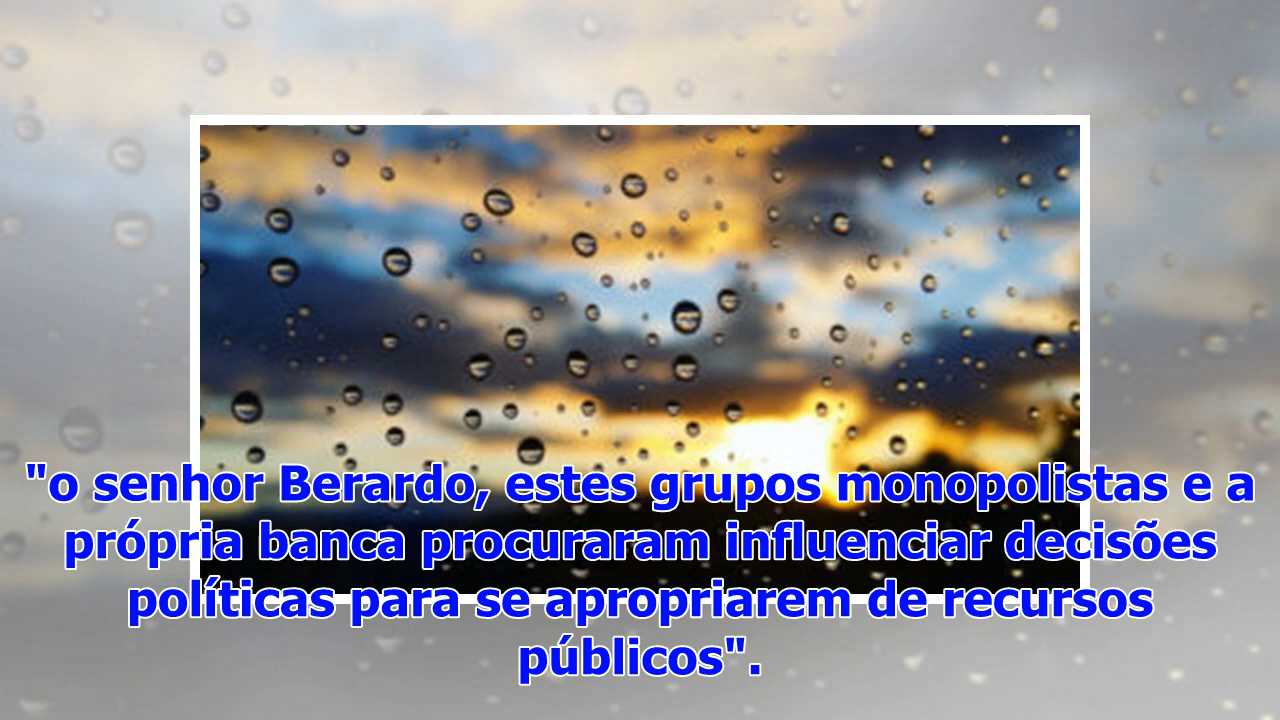 "o senhor Berardo, estes grupos monopolistas e a
própria banca procuraram influenciar decisões
políticas para se apropriarem de recursos
públicos".